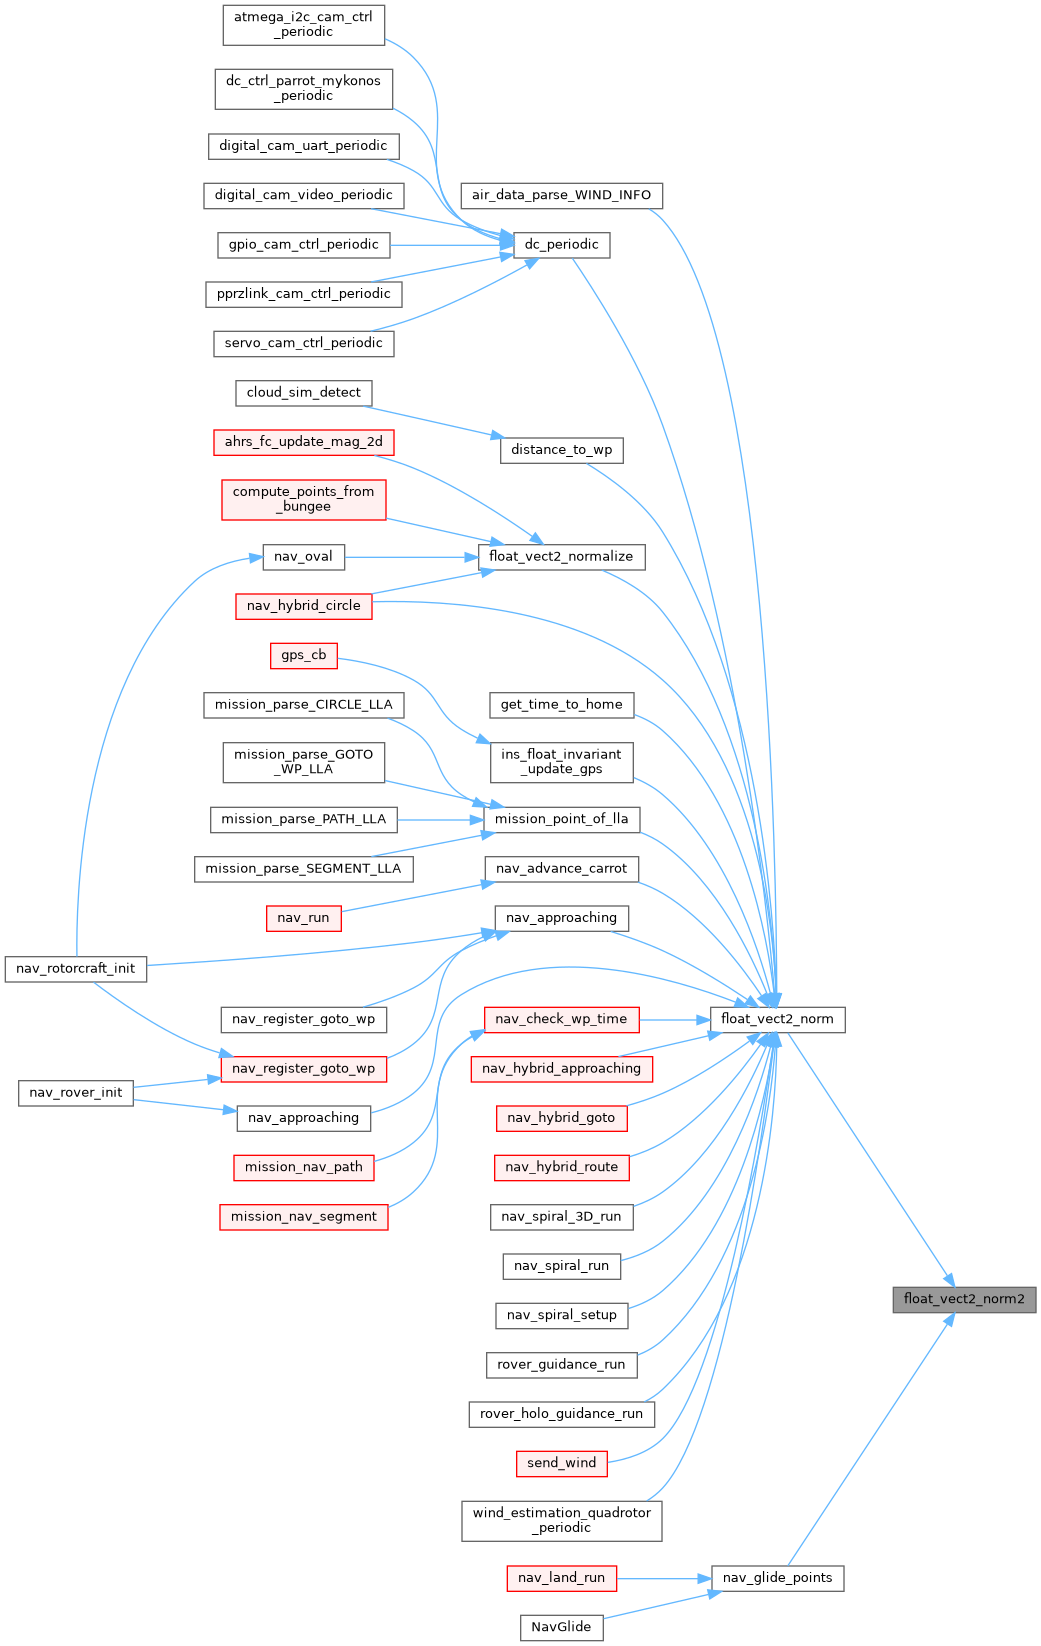 atmega_i2c_cam_ctrl
_periodic
dc_ctrl_parrot_mykonos
_periodic
digital_cam_uart_periodic
digital_cam_video_periodic
air_data_parse_WIND_INFO
gpio_cam_ctrl_periodic
dc_periodic
pprzlink_cam_ctrl_periodic
servo_cam_ctrl_periodic
cloud_sim_detect
ahrs_fc_update_mag_2d
distance_to_wp
compute_points_from
_bungee
nav_oval
float_vect2_normalize
nav_hybrid_circle
gps_cb
mission_parse_CIRCLE_LLA
get_time_to_home
mission_parse_GOTO
_WP_LLA
ins_float_invariant
_update_gps
mission_parse_PATH_LLA
mission_point_of_lla
mission_parse_SEGMENT_LLA
nav_advance_carrot
nav_run
nav_approaching
nav_rotorcraft_init
nav_register_goto_wp
nav_check_wp_time
float_vect2_norm
nav_register_goto_wp
nav_hybrid_approaching
nav_rover_init
nav_approaching
nav_hybrid_goto
mission_nav_path
nav_hybrid_route
mission_nav_segment
nav_spiral_3D_run
nav_spiral_run
float_vect2_norm2
nav_spiral_setup
rover_guidance_run
rover_holo_guidance_run
send_wind
wind_estimation_quadrotor
_periodic
nav_land_run
nav_glide_points
NavGlide